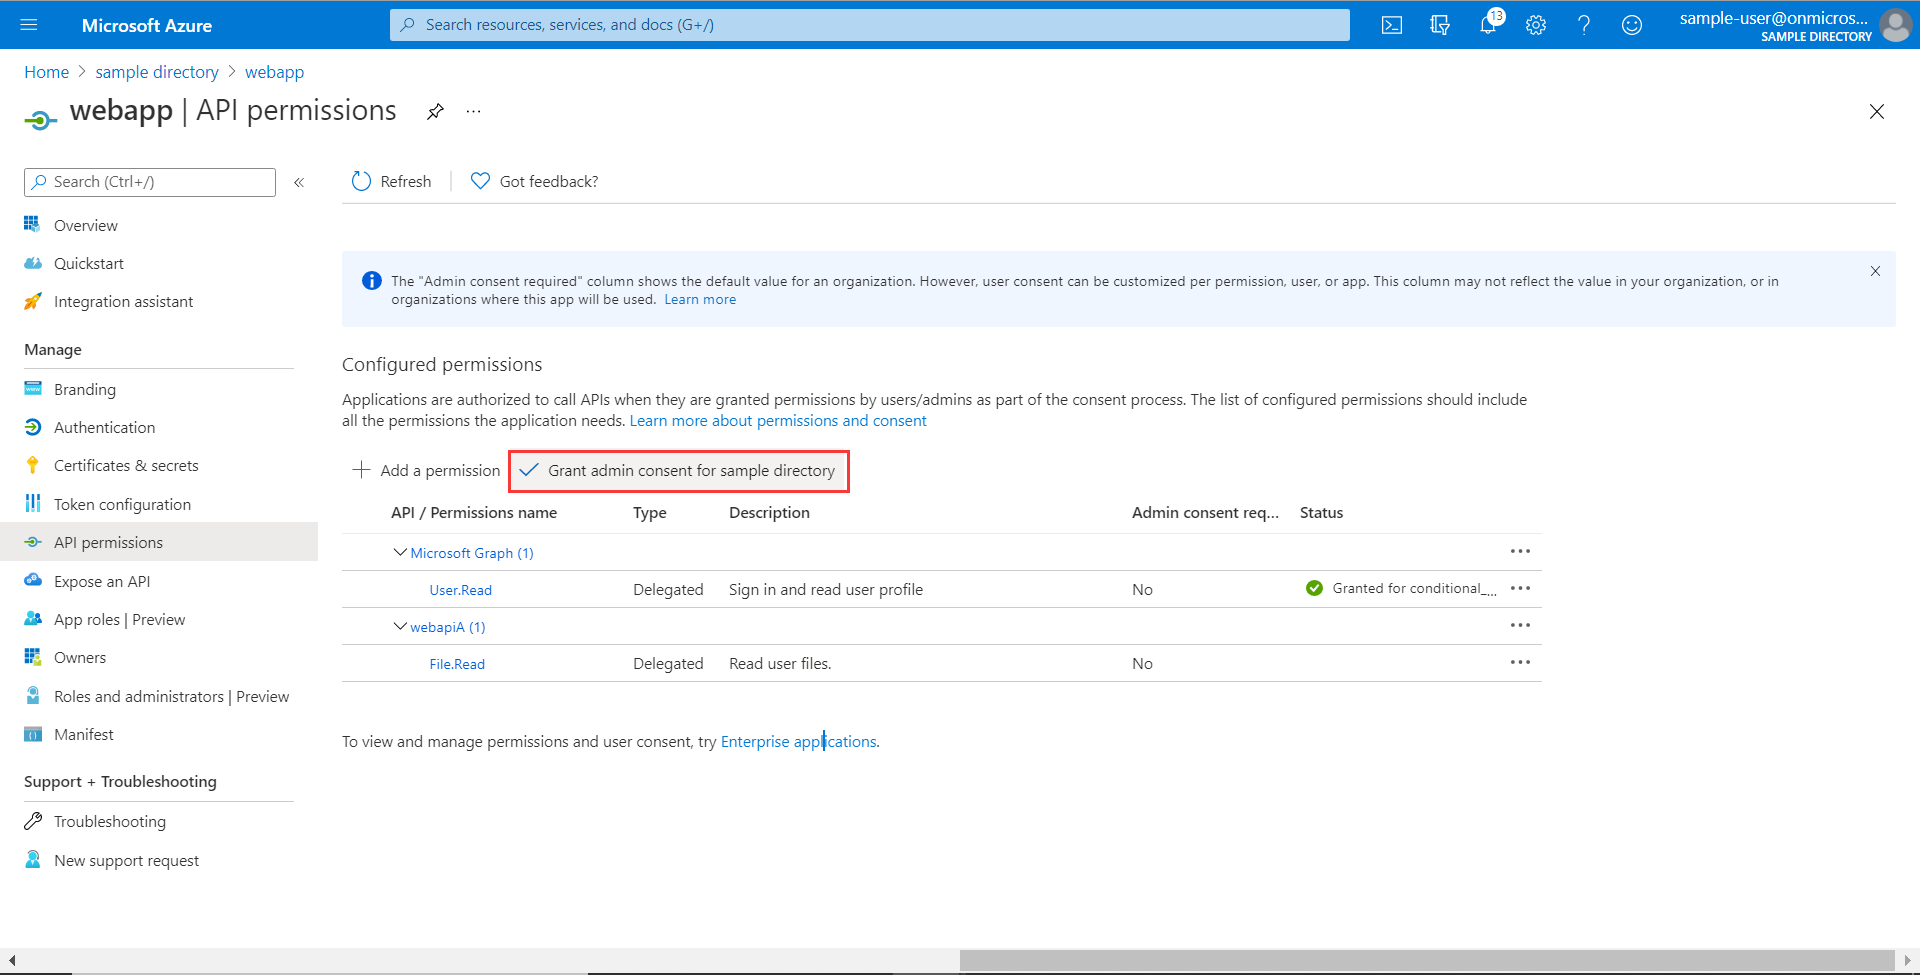 Microsoft Azure
Search resources, services, and docs (G+/)
13
sample-user@onmicros...
SAMPLE DIRECTORY
Home > sample directory > webapp
webapp | API permissions ...
Search (Ctrl+/) «
Refresh | Got feedback?
Overview
Quickstart
Integration assistant
Manage
Branding
Authentication
Certificates & secrets
Token configuration
API permissions
Expose an API
App roles | Preview
Owners
Roles and administrators | Preview
Manifest
Support + Troubleshooting
Troubleshooting
New support request
The "Admin consent required" column shows the default value for an organization. However, user consent can be customized per permission, user, or app. This column may not reflect the value in your organization, or in
organizations where this app will be used. Learn more
Configured permissions
Applications are authorized to call APIs when they are granted permissions by users/admins as part of the consent process. The list of configured permissions should include
all the permissions the application needs. Learn more about permissions and consent
Add a permission Grant admin consent for sample directory
API / Permissions name Type Description Admin consent req... Status
Microsoft Graph (1) ...
User.Read Delegated Sign in and read user profile No Granted for conditional_... ...
webapiA (1) ...
File.Read Delegated Read user files. No ...
To view and manage permissions and user consent, try Enterprise applications.